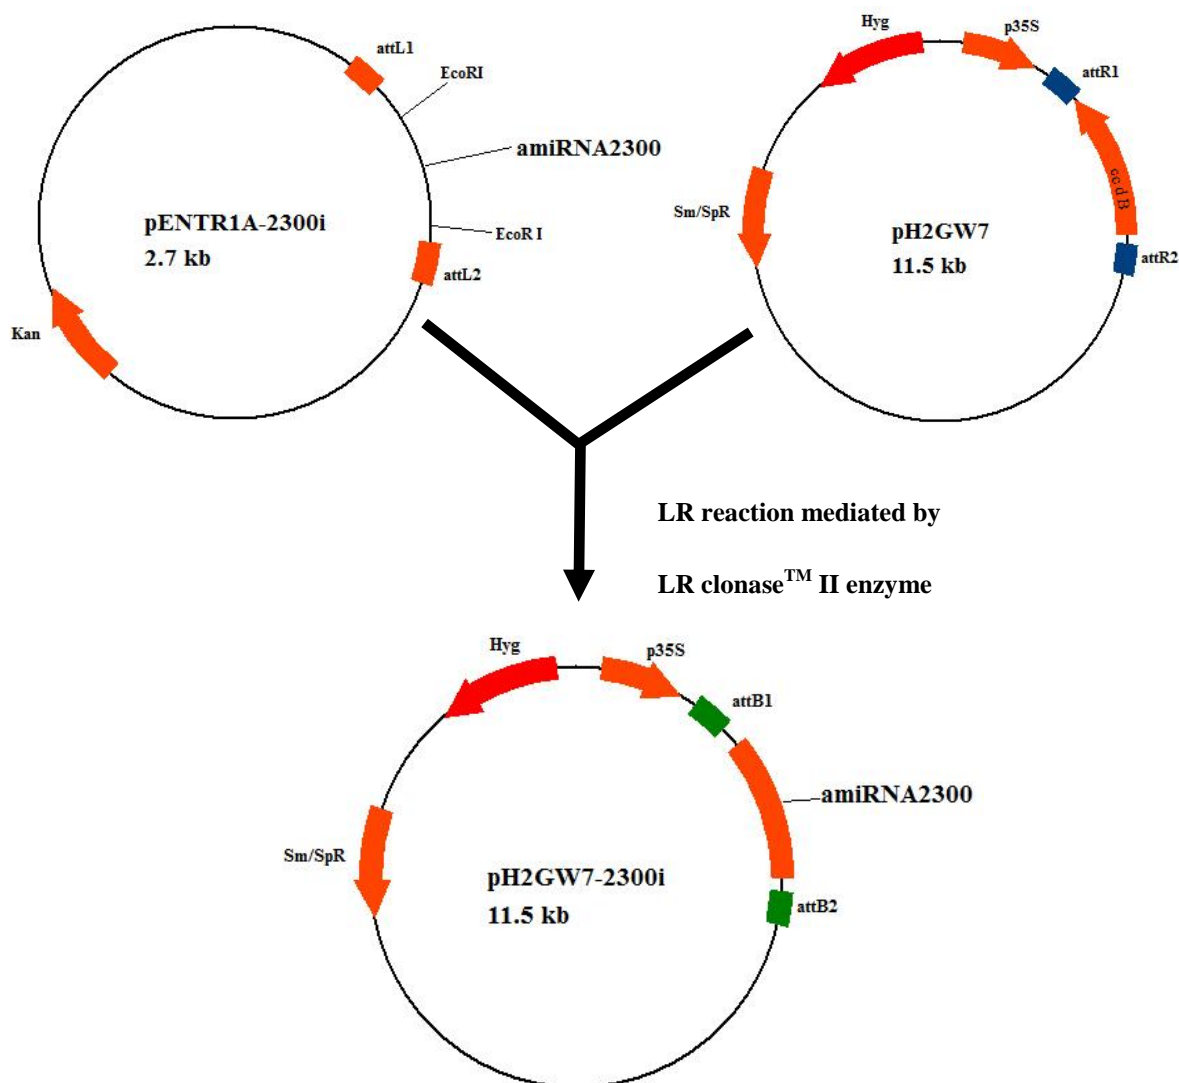 attL1
EcoRI
amiRNA2300
EcoR I
attL2
Kan
pENTR1A-2300i
2.7 kb
Hyg
p35S
attR1
ccdB
attR2
Sm/SpR
pH2GW7
11.5 kb
LR reaction mediated by
LR clonase™ II enzyme
Hyg
p35S
attB1
amiRNA2300
attB2
Sm/SpR
pH2GW7-2300i
11.5 kb